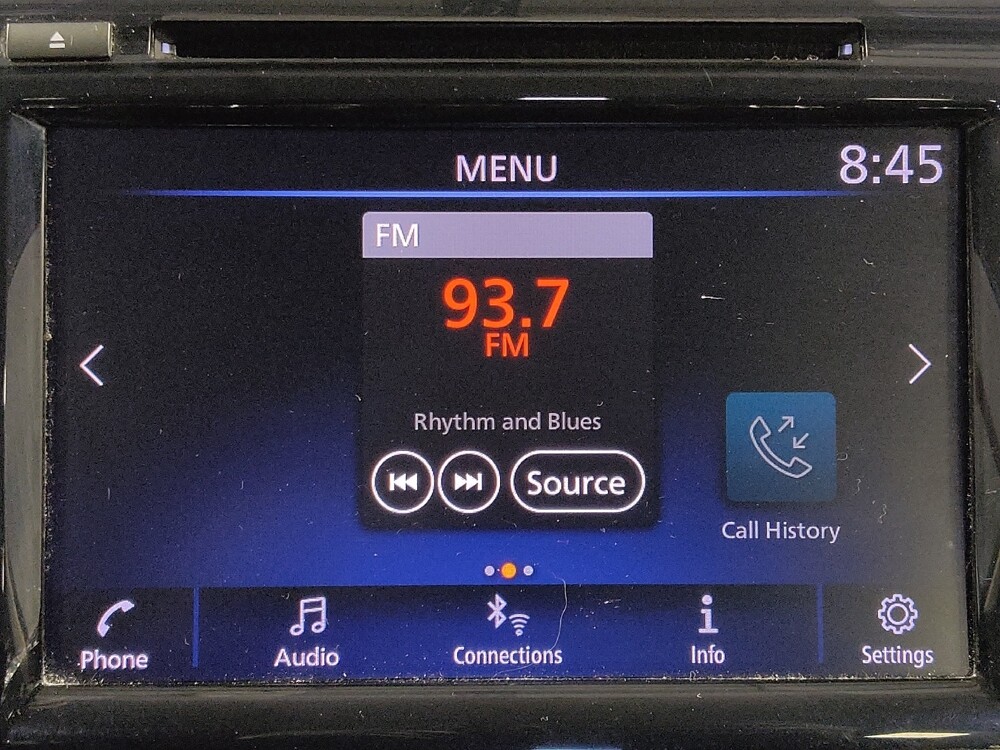 MENU
8:45
FM
93.7
FM
Rhythm and Blues
Source
Call History
Phone
Audio
Connections
Info
Settings